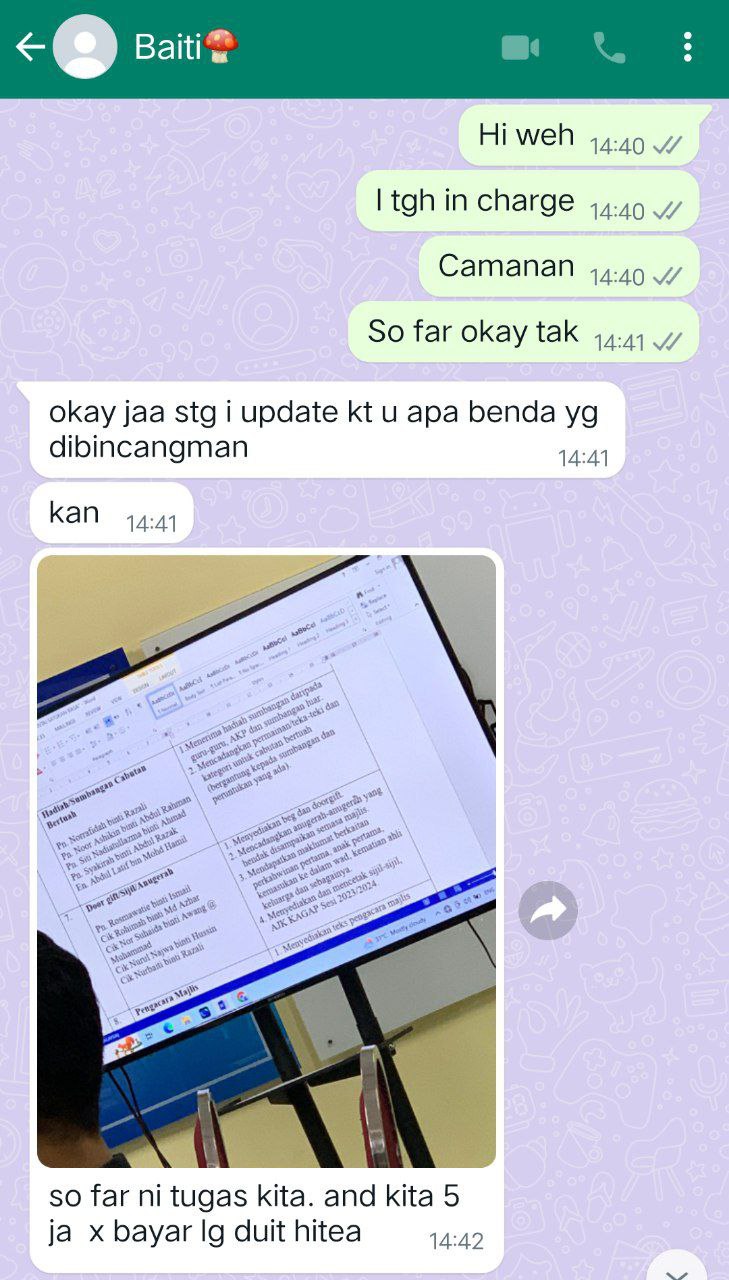 Baiti🍄
Hi weh 14:40
I tgh in charge 14:40
Camanan 14:40
So far okay tak 14:41
okay jaa stg i update kt u apa benda yg
dibincangman 14:41
kan 14:41
DESIGN LAYOUT
Hadiah/Sumbangan Cabutan
Bertuah
Pn. Norrafidah binti Razali
Pn. Noor Ashikin binti Abdul Rahman
Pn. Siti Nadiatullazma binti Ahmad
Pn. Syakirah binti Abdul Razak
En. Abdul Latif bin Mohd Hamil
1.Menerima hadiah sumbangan daripada
guru-guru, AKP dan sumbangan luar.
2. Mencadangkan permainan/teka-teki dan
kategori untuk cabutan bertuah
(bergantung kepada sumbangan dan
peruntukan yang ada).
7. Door gift/Sijil/Anugerah
Pn. Rosmawatie binti Ismail
Cik Rohimah binti Md Azhar
Cik Nor Suhaida binti Awang @
Muhammad
Cik Nurul Najwa binti Hussin
Cik Nurbaiti binti Razali
1. Menyediakan beg dan doorgift.
2. Mencadangkan anugerah-anugerah yang
hendak disampaikan semasa majlis.
3. Mendapatkan maklumat berkaitan
perkahwinan pertama, anak pertama,
kemasukan ke dalam wad, kematian ahli
keluarga dan sebagainya.
4. Menyediakan dan mencetak sijil-sijil,
AJK KAGAP Sesi 2023/2024.
8. Pengacara Majlis
1. Menyediakan teks pengacara majlis
31°C Mostly cloudy
so far ni tugas kita. and kita 5
ja x bayar lg duit hitea 14:42